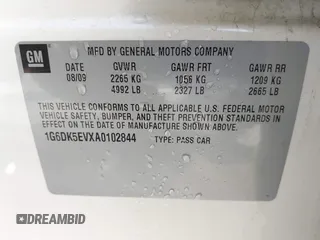 GM
MFD BY GENERAL MOTORS COMPANY
DATE GVWR GAWR FRT GAWR RR
08/09 2265 KG 1056 KG 1209 KG
4992 LB 2327 LB 2665 LB
THIS VEHICLE CONFORMS TO ALL APPLICABLE U.S. FEDERAL MOTOR
VEHICLE SAFETY, BUMPER, AND THEFT PREVENTION STANDARDS IN
EFFECT ON THE DATE OF MANUFACTURE SHOWN ABOVE.
1G6DK5EVXA0102844 TYPE: PASS CAR
AUTOBIDMASTER